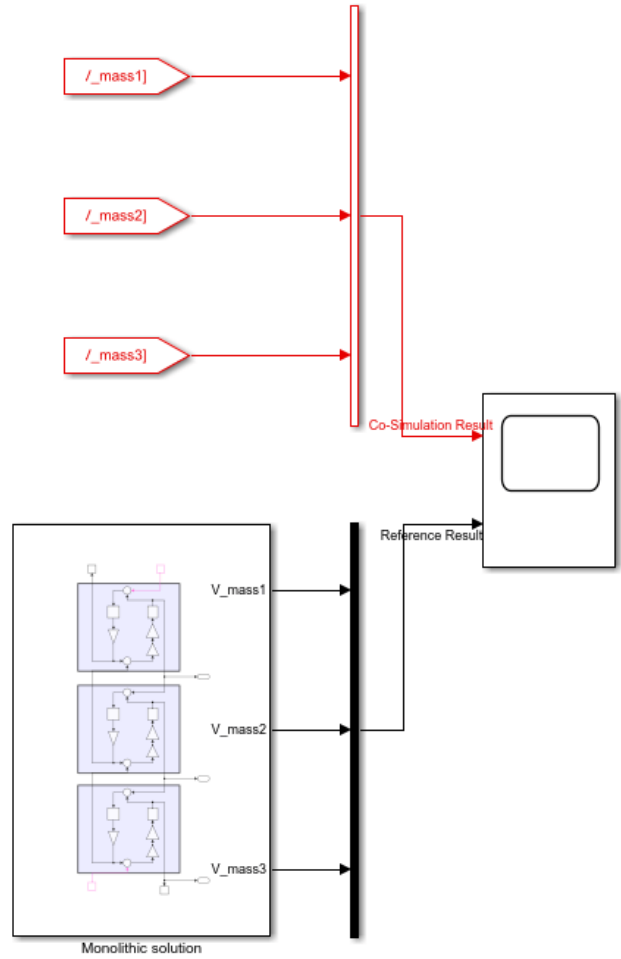 /_mass1]
/_mass2]
/_mass3]
Co-Simulation Result
Reference Result
V_mass1
V_mass2
V_mass3
Monolithic solution